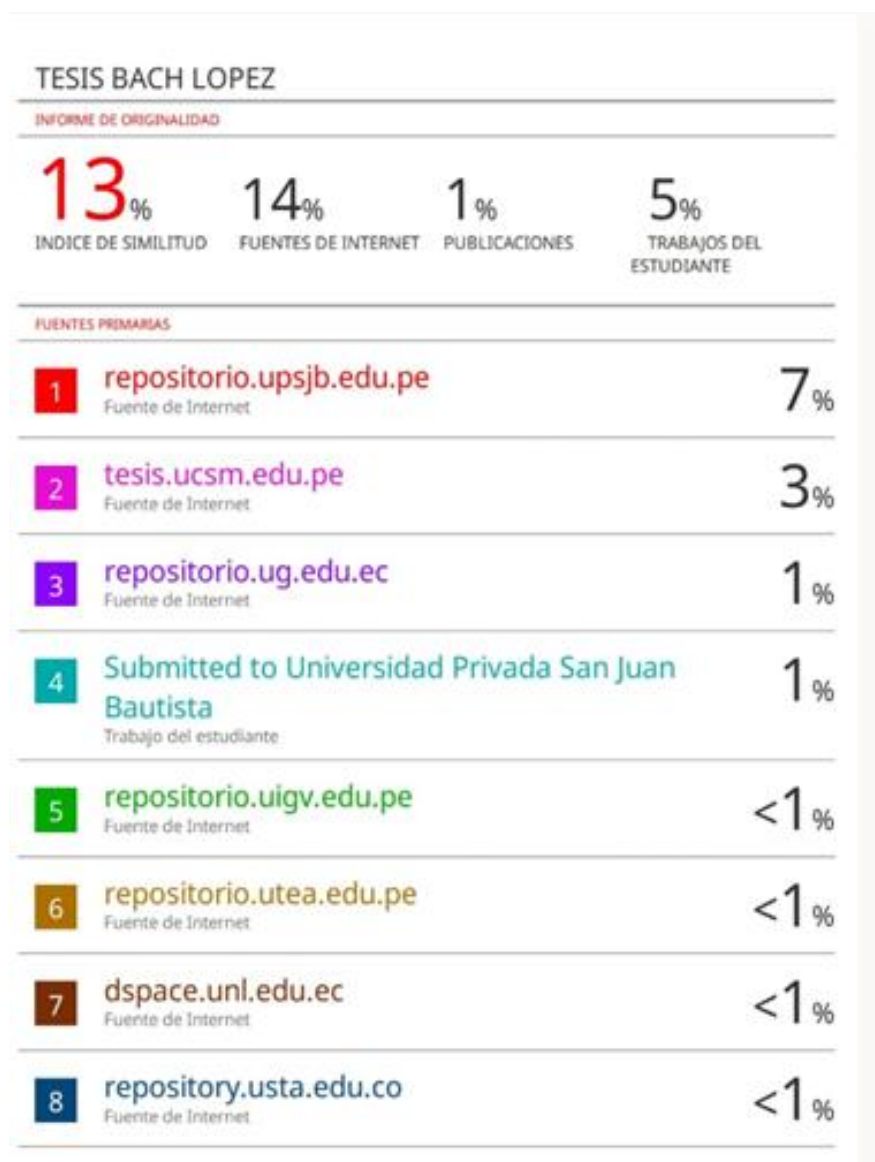 TESIS BACH LOPEZ
INFORME DE ORIGINALIDAD
13% 14% 1% 5%
INDICE DE SIMILITUD FUENTES DE INTERNET PUBLICACIONES TRABAJOS DEL
ESTUDIANTE
FUENTES PRIMARIAS
1 repositorio.upsjb.edu.pe 7%
Fuente de Internet
2 tesis.ucsm.edu.pe 3%
Fuente de Internet
3 repositorio.ug.edu.ec 1%
Fuente de Internet
4 Submitted to Universidad Privada San Juan 1%
Bautista
Trabajo del estudiante
5 repositorio.uigv.edu.pe <1%
Fuente de Internet
6 repositorio.utea.edu.pe <1%
Fuente de Internet
7 dspace.unl.edu.ec <1%
Fuente de Internet
8 repository.usta.edu.co <1%
Fuente de Internet